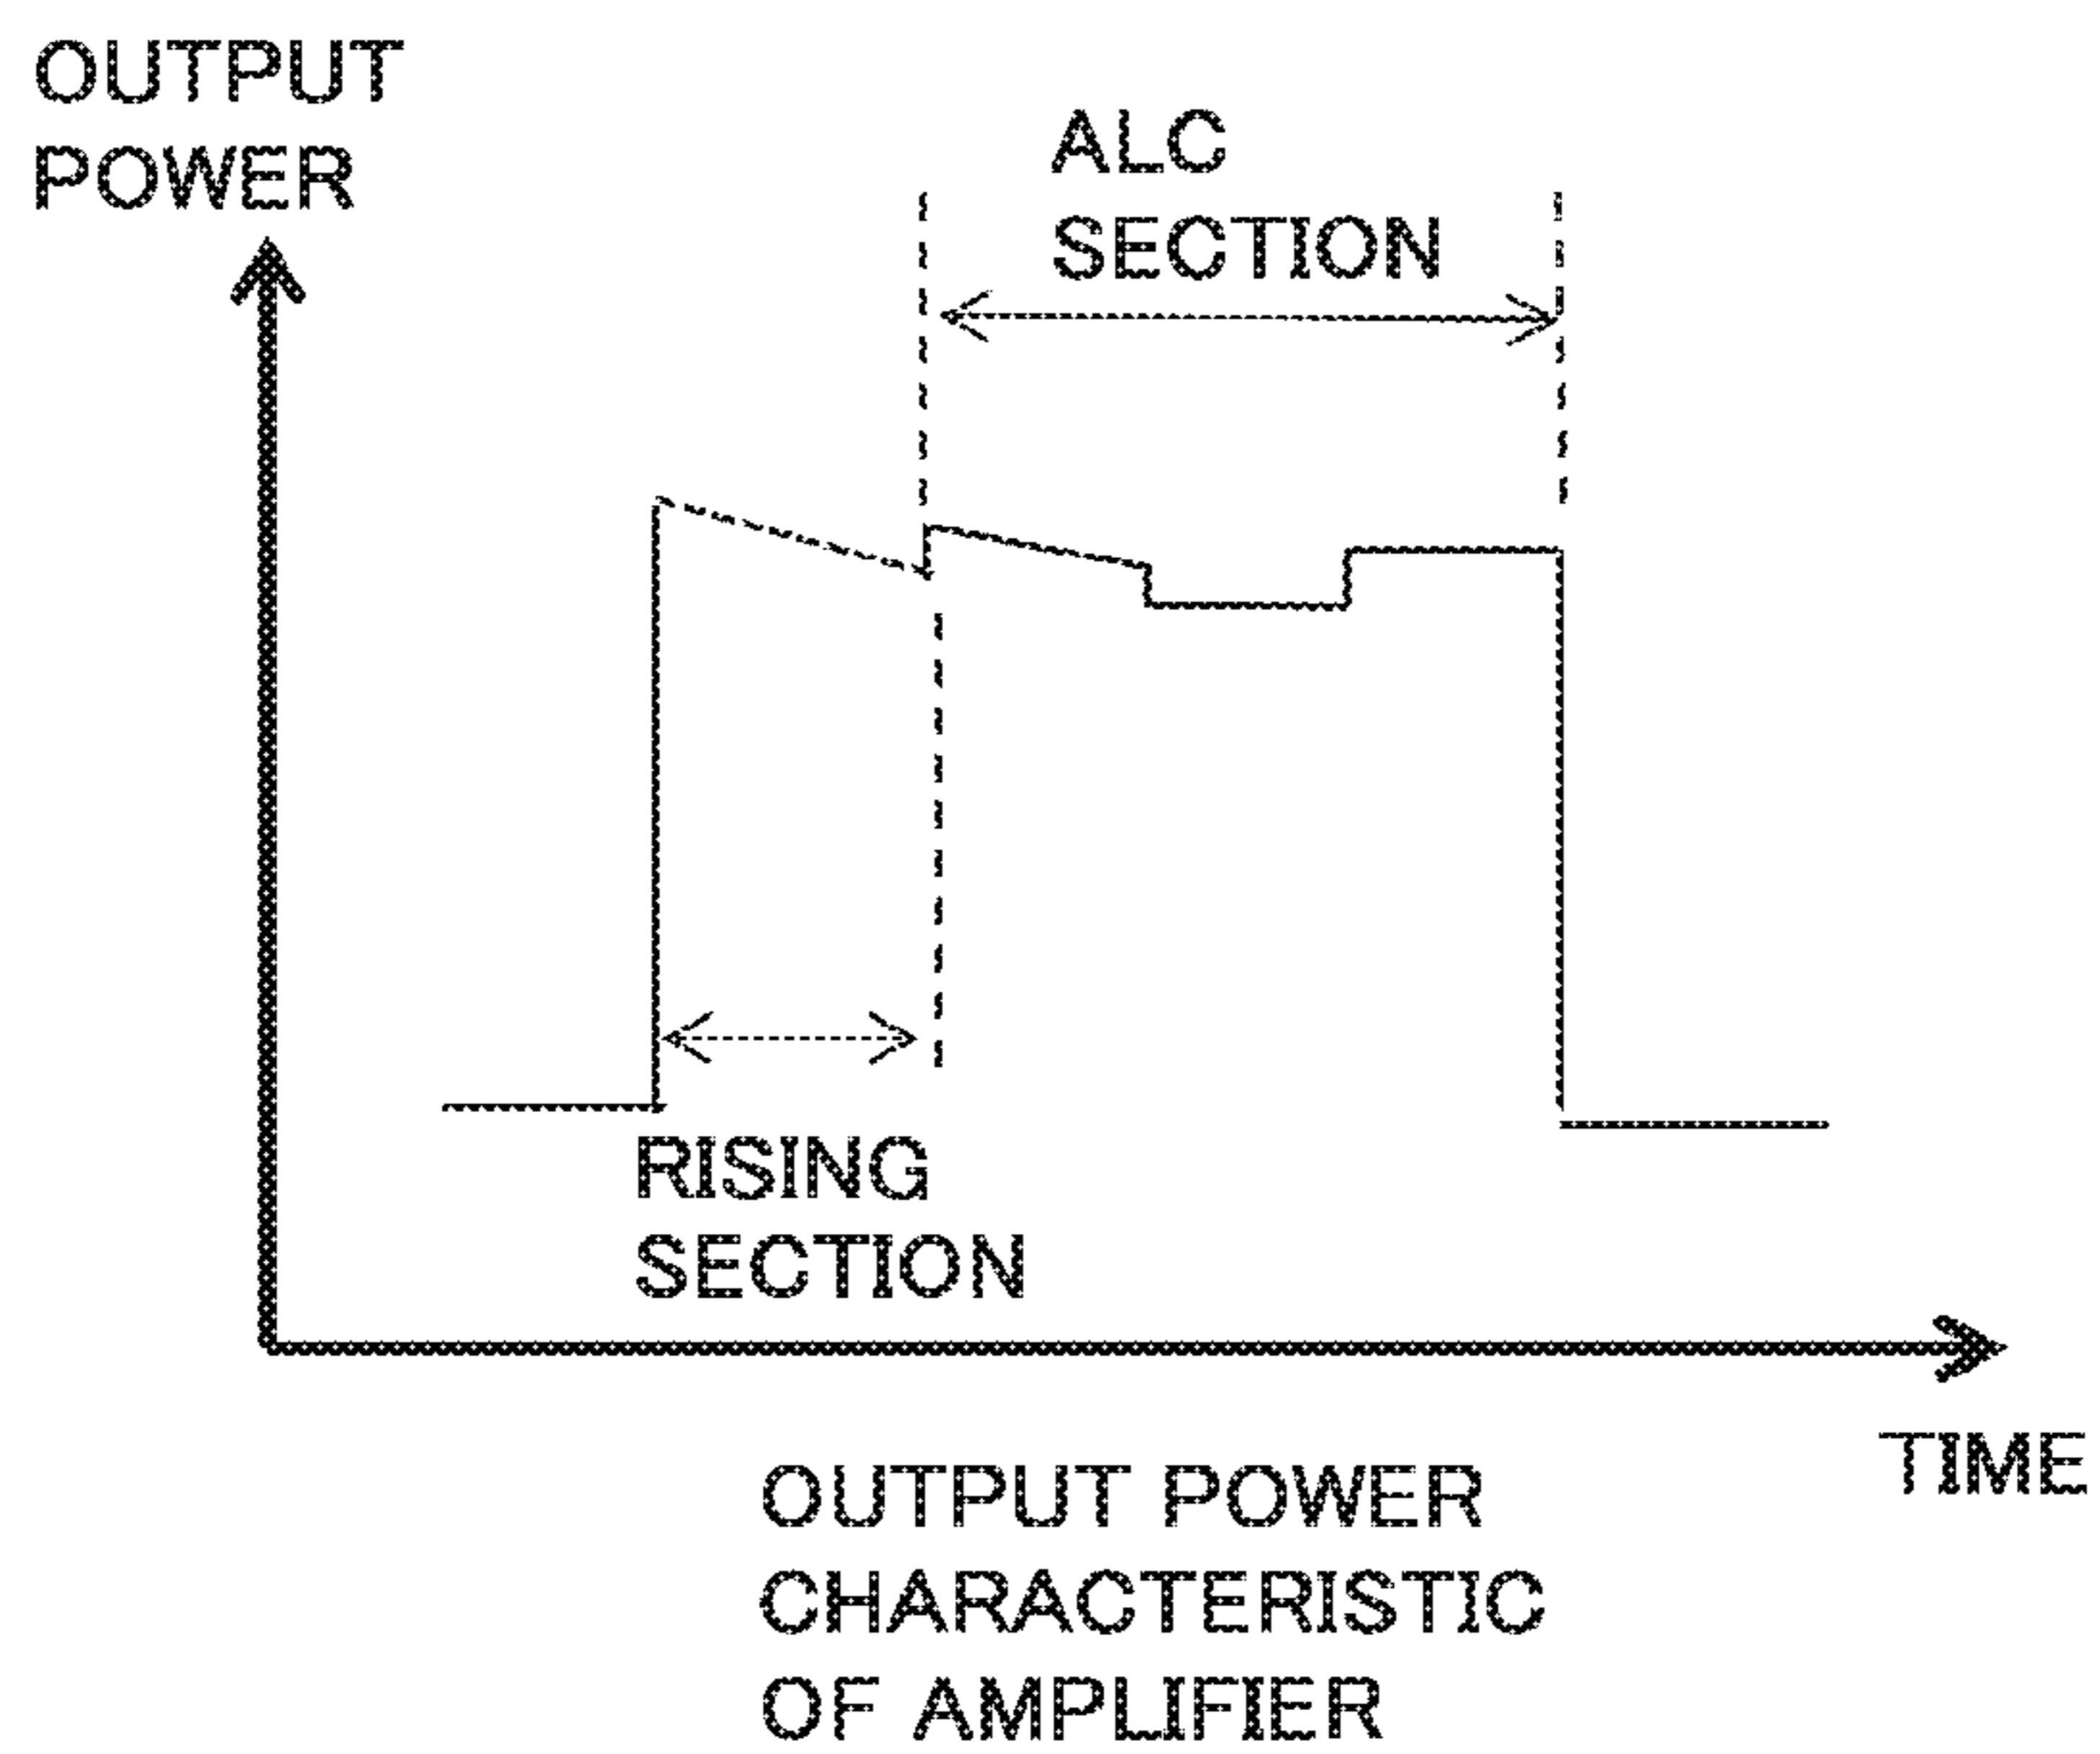 OUTPUT
POWER
ALC
SECTION
RISING
SECTION
TIME
OUTPUT POWER
CHARACTERISTIC
OF AMPLIFIER